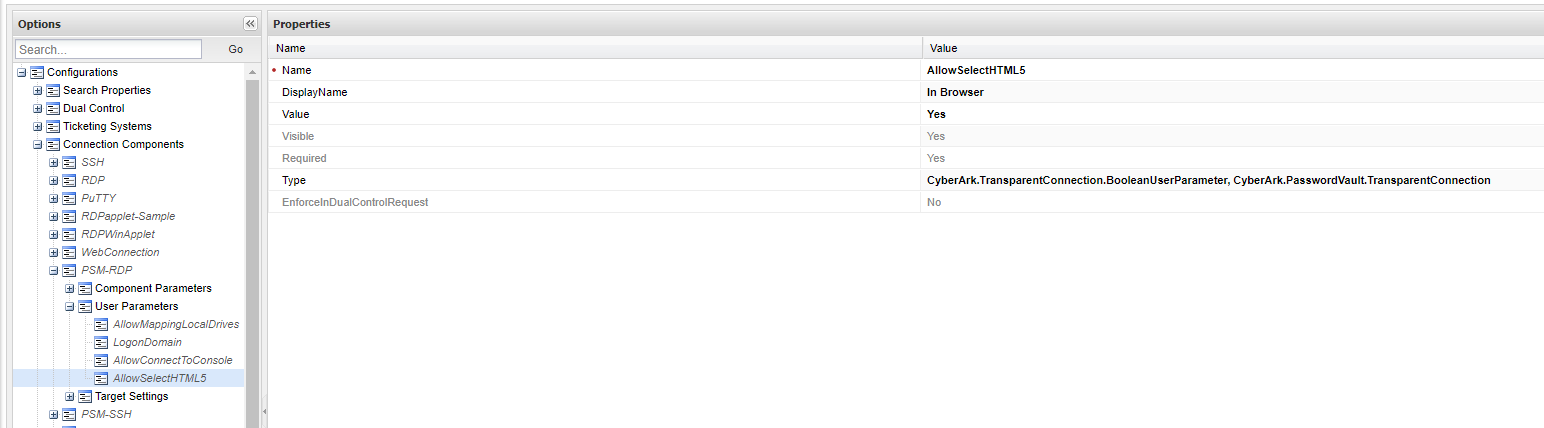 Options
Search...
Go
Configurations
Search Properties
Dual Control
Ticketing Systems
Connection Components
SSH
RDP
PuTTY
RDPapplet-Sample
RDPWinApplet
WebConnection
PSM-RDP
Component Parameters
User Parameters
AllowMappingLocalDrives
LogonDomain
AllowConnectToConsole
AllowSelectHTML5
Target Settings
PSM-SSH
Properties
Name Value
Name AllowSelectHTML5
DisplayName In Browser
Value Yes
Visible Yes
Required Yes
Type CyberArk.TransparentConnection.BooleanUserParameter, CyberArk.PasswordVault.TransparentConnection
EnforceInDualControlRequest No